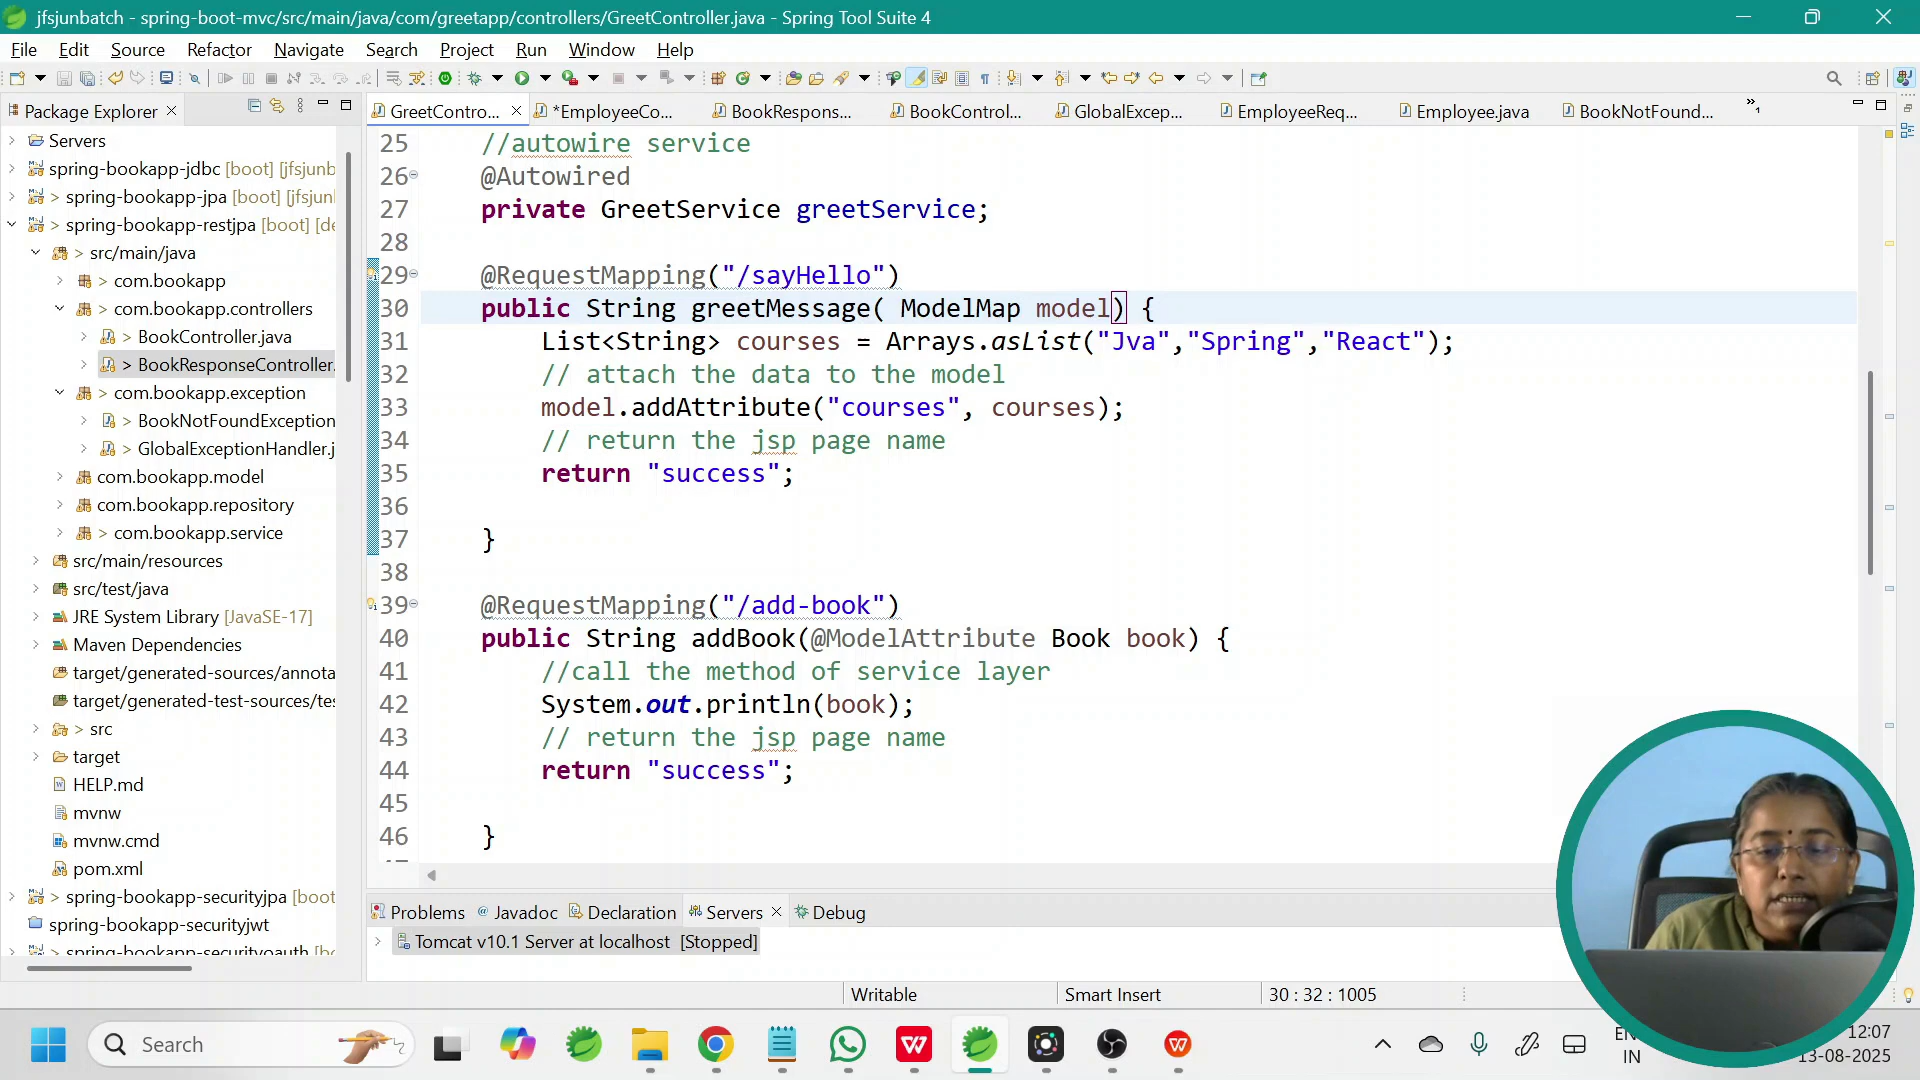 jfsjunbatch - spring-boot-mvc/src/main/java/com/greetapp/controllers/GreetController.java - Spring Tool Suite 4
File Edit Source Refactor Navigate Search Project Run Window Help
Package Explorer
GreetContro... *EmployeeCo... BookRespons... BookControl... GlobalExcep... EmployeeReq... Employee.java BookNotFound... »1
Servers
spring-bookapp-jdbc [boot] [jfsjunb
> spring-bookapp-jpa [boot] [jfsjunl
> spring-bookapp-restjpa [boot] [de
> src/main/java
> com.bookapp
> com.bookapp.controllers
> BookController.java
> BookResponseController.
> com.bookapp.exception
> BookNotFoundException
> GlobalExceptionHandler.j
com.bookapp.model
com.bookapp.repository
> com.bookapp.service
src/main/resources
src/test/java
JRE System Library [JavaSE-17]
Maven Dependencies
target/generated-sources/annota
target/generated-test-sources/tes
> src
target
HELP.md
mvnw
mvnw.cmd
pom.xml
> spring-bookapp-securityjpa [boot
spring-bookapp-securityjwt
> spring-bookapp-securityoauth [bo
25 //autowire service
26 @Autowired
27 private GreetService greetService;
28
29 @RequestMapping("/sayHello")
30 public String greetMessage( ModelMap model) {
31 List<String> courses = Arrays.asList("Jva","Spring","React");
32 // attach the data to the model
33 model.addAttribute("courses", courses);
34 // return the jsp page name
35 return "success";
36
37 }
38
39 @RequestMapping("/add-book")
40 public String addBook(@ModelAttribute Book book) {
41 //call the method of service layer
42 System.out.println(book);
43 // return the jsp page name
44 return "success";
45
46 }
Problems Javadoc Declaration Servers Debug
Tomcat v10.1 Server at localhost [Stopped]
Writable Smart Insert 30 : 32 : 1005
Search
IN
12:07
13-08-2025